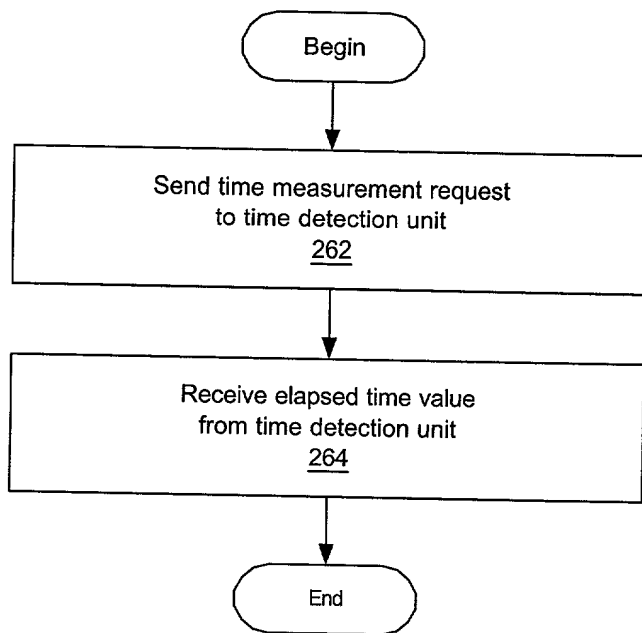 Begin
Send time measurement request
to time detection unit
262
Receive elapsed time value
from time detection unit
264
End